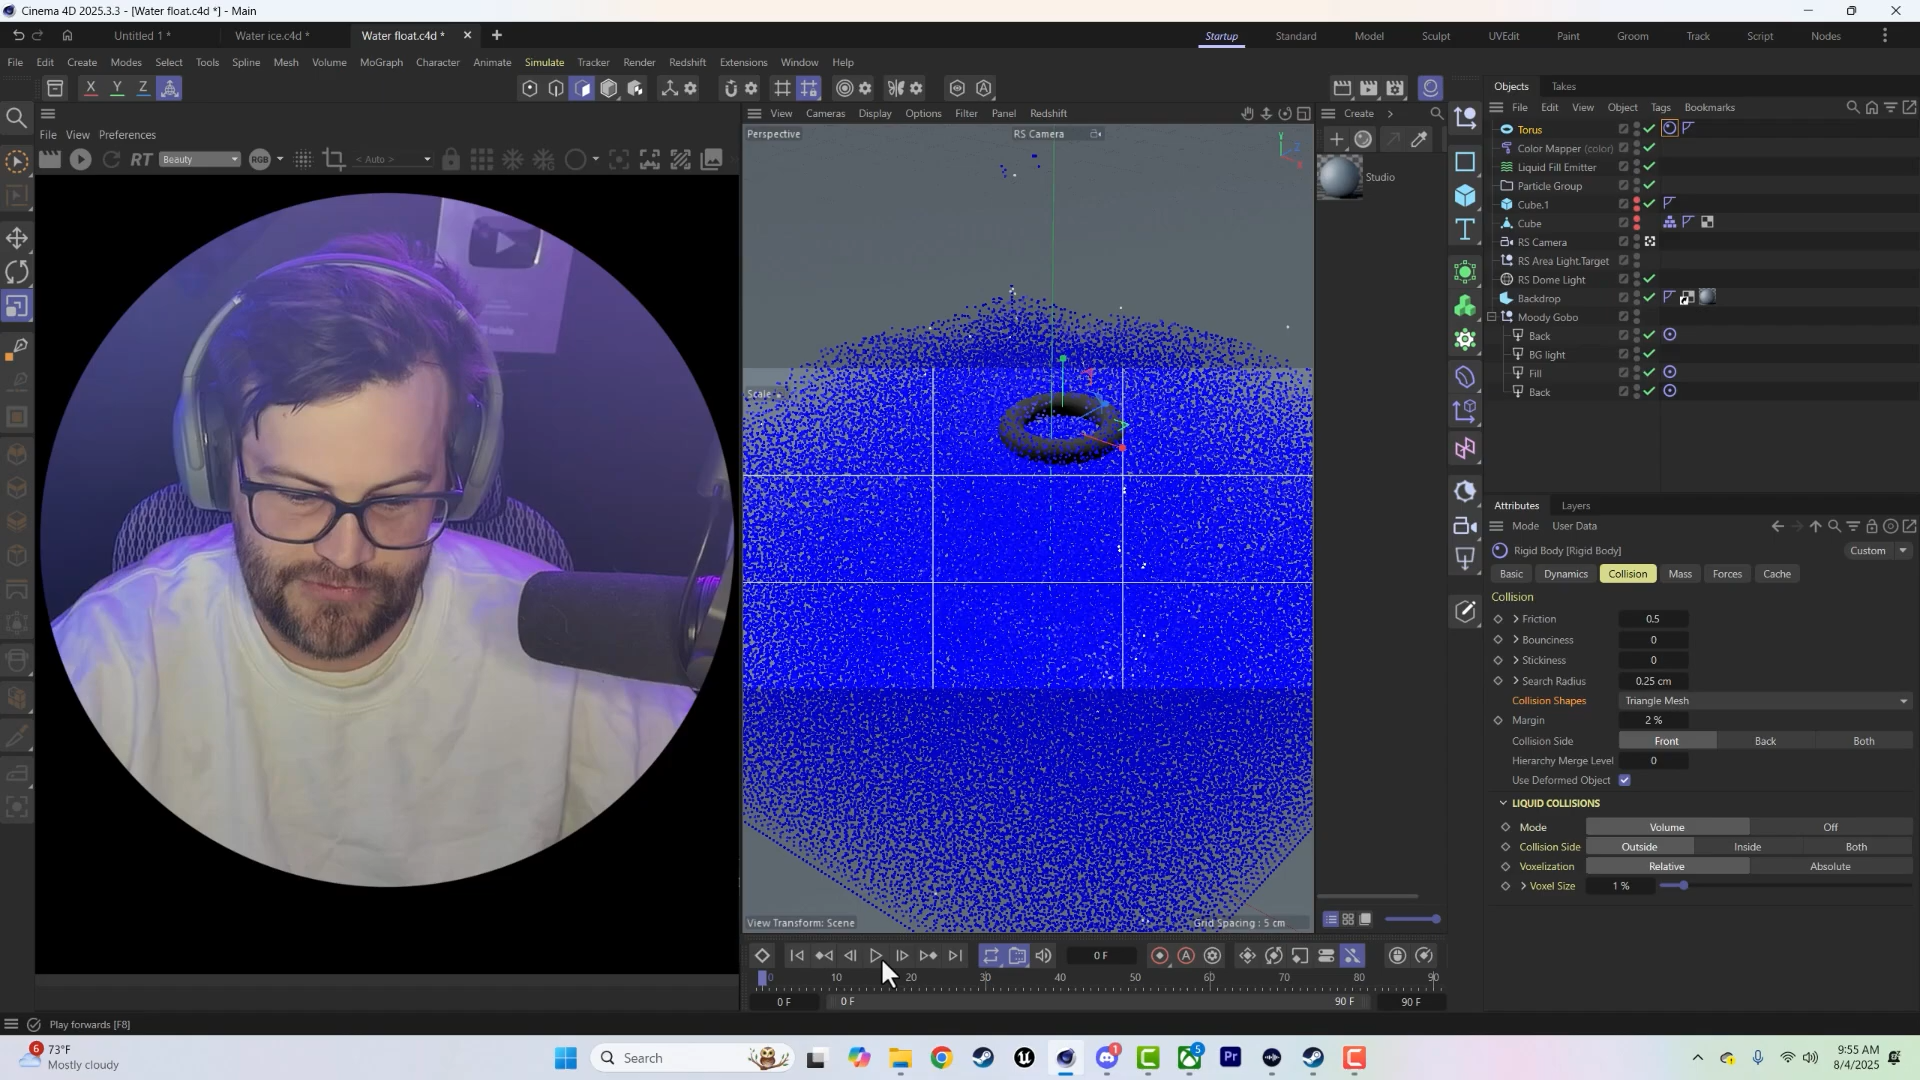 Cinema 4D 2025.3.3 - [Water float.c4d *] - Main
Untitled 1 *
Water ice.c4d *
Water float.c4d *
Startup
Standard
Model
Sculpt
UVEdit
Paint
Groom
Track
Script
Nodes
File Edit Create Modes Select Tools Spline Mesh Volume MoGraph Character Animate Simulate Tracker Render Redshift Extensions Window Help
X Y Z
File View Preferences
RT Beauty RGB < Auto >
View Cameras Display Options Filter Panel Redshift
Perspective
RS Camera
Y
Z
Scale
View Transform: Scene
Grid Spacing : 5 cm
Create
Studio
Objects Takes
File Edit View Object Tags Bookmarks
Torus
Color Mapper (color)
Liquid Fill Emitter
Particle Group
Cube.1
Cube
RS Camera
RS Area Light.Target
RS Dome Light
Backdrop
Moody Gobo
Back
BG light
Fill
Back
Attributes Layers
Mode User Data
Rigid Body [Rigid Body]
Custom
Basic Dynamics Collision Mass Forces Cache
Collision
Friction 0.5
Bounciness 0
Stickiness 0
Search Radius 0.25 cm
Collision Shapes Triangle Mesh
Margin 2 %
Collision Side Front Back Both
Hierarchy Merge Level 0
Use Deformed Object
LIQUID COLLISIONS
Mode Volume Off
Collision Side Outside Inside Both
Voxelization Relative Absolute
Voxel Size 1 %
0 F
0 10 20 30 40 50 60 70 80 90
0 F 0 F 90 F 90 F
Play forwards [F8]
6
73°F
Mostly cloudy
Search
1
5
Pr
9:55 AM
8/4/2025